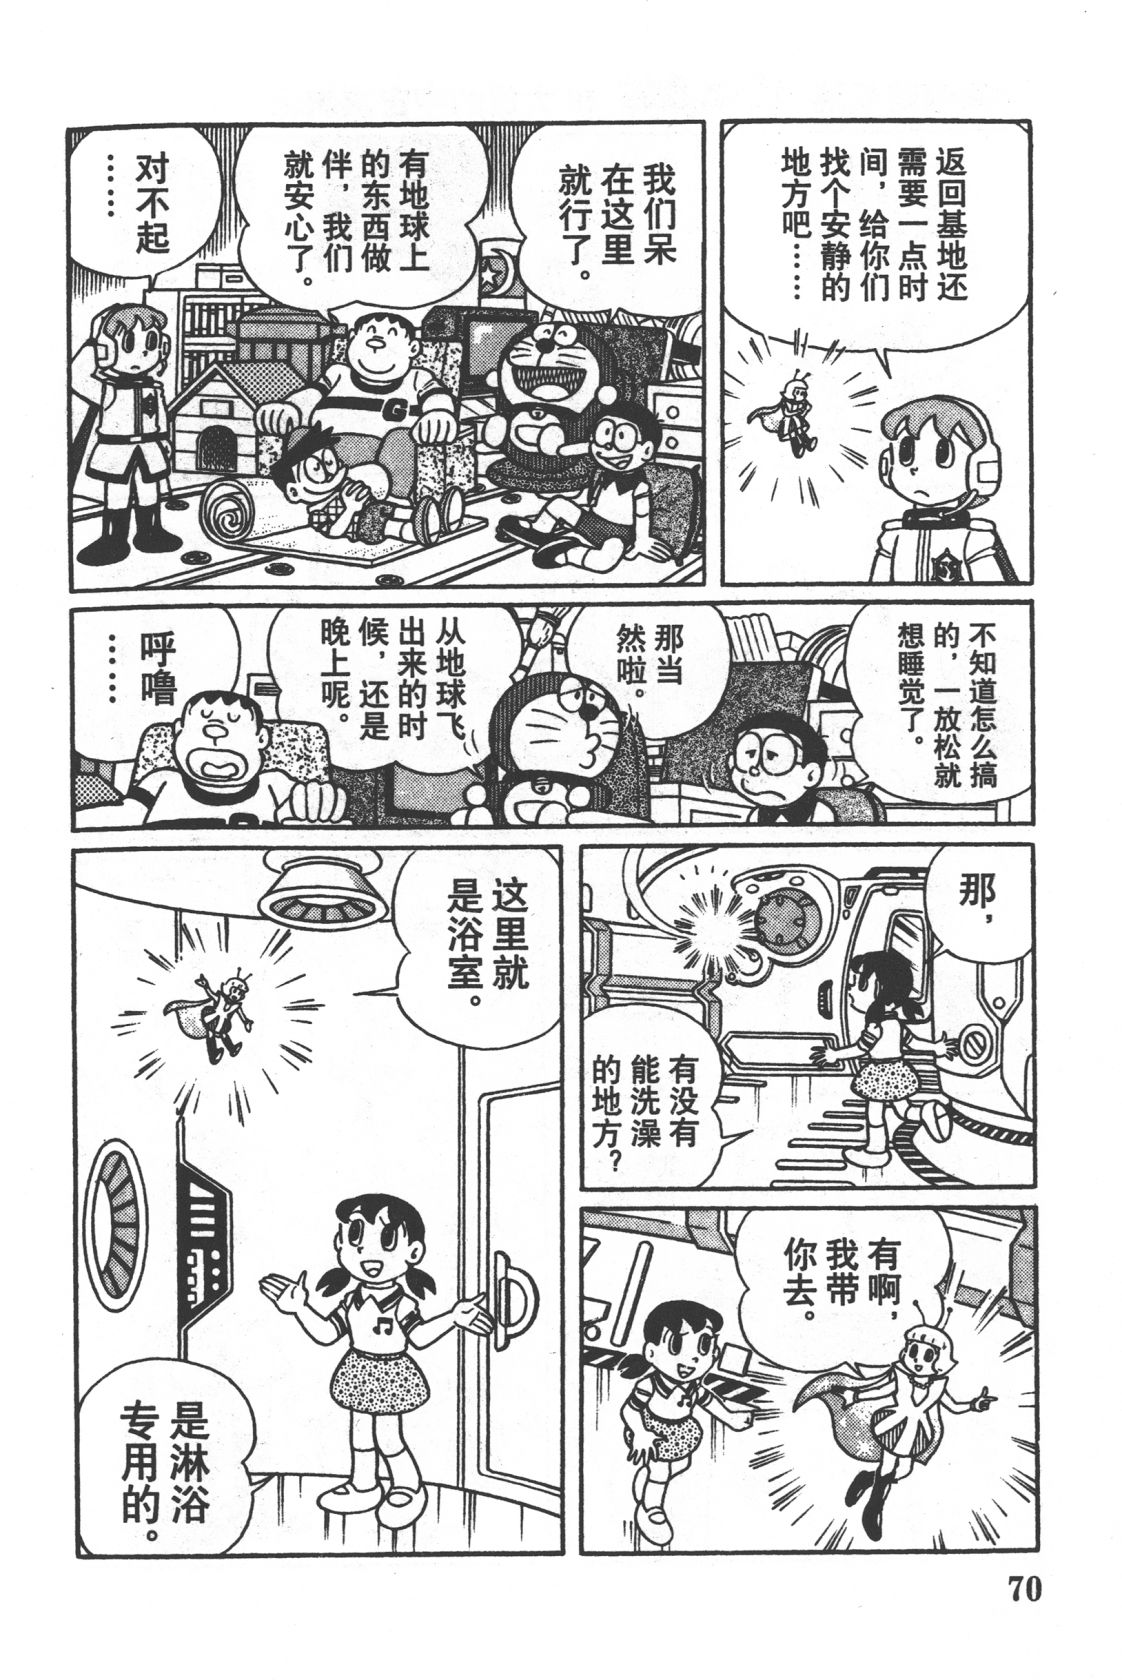 返回基地还
需要一点时
间，给你们
找个安静的
地方吧……
我们呆
在这里
就行了。
有地球上
的东西做
伴，我们
就安心了。
对不起
……
G
不知道怎么搞
的，一放松就
想睡觉了。
那当
然啦。
从地球飞
出来的时
候，还是
晚上呢。
呼噜
……
那，
有没有
能洗澡
的地方？
有啊，
我带
你去。
这里就
是浴室。
是淋浴
专用的。
70